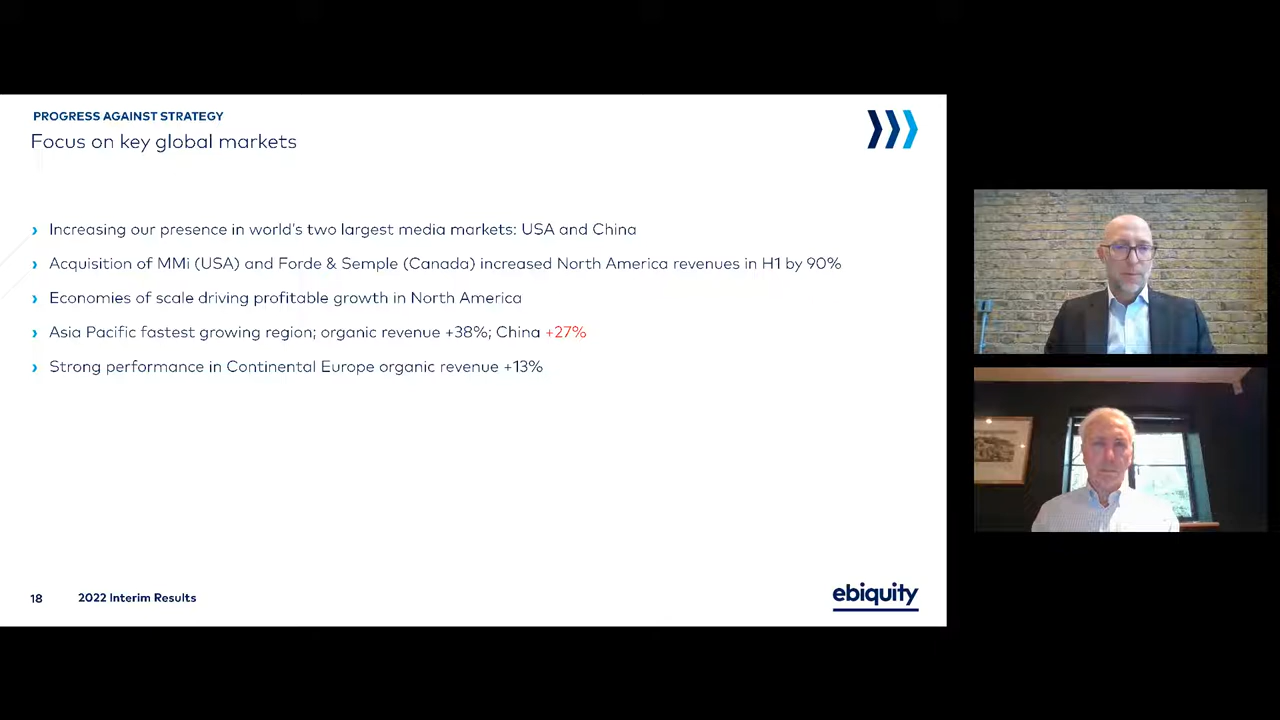 PROGRESS AGAINST STRATEGY
Focus on key global markets
Increasing our presence in world's two largest media markets: USA and China
Acquisition of MMi (USA) and Forde & Semple (Canada) increased North America revenues in H1 by 90%
Economies of scale driving profitable growth in North America
Asia Pacific fastest growing region; organic revenue +38%; China +27%
Strong performance in Continental Europe organic revenue +13%
18 2022 Interim Results
ebiquity